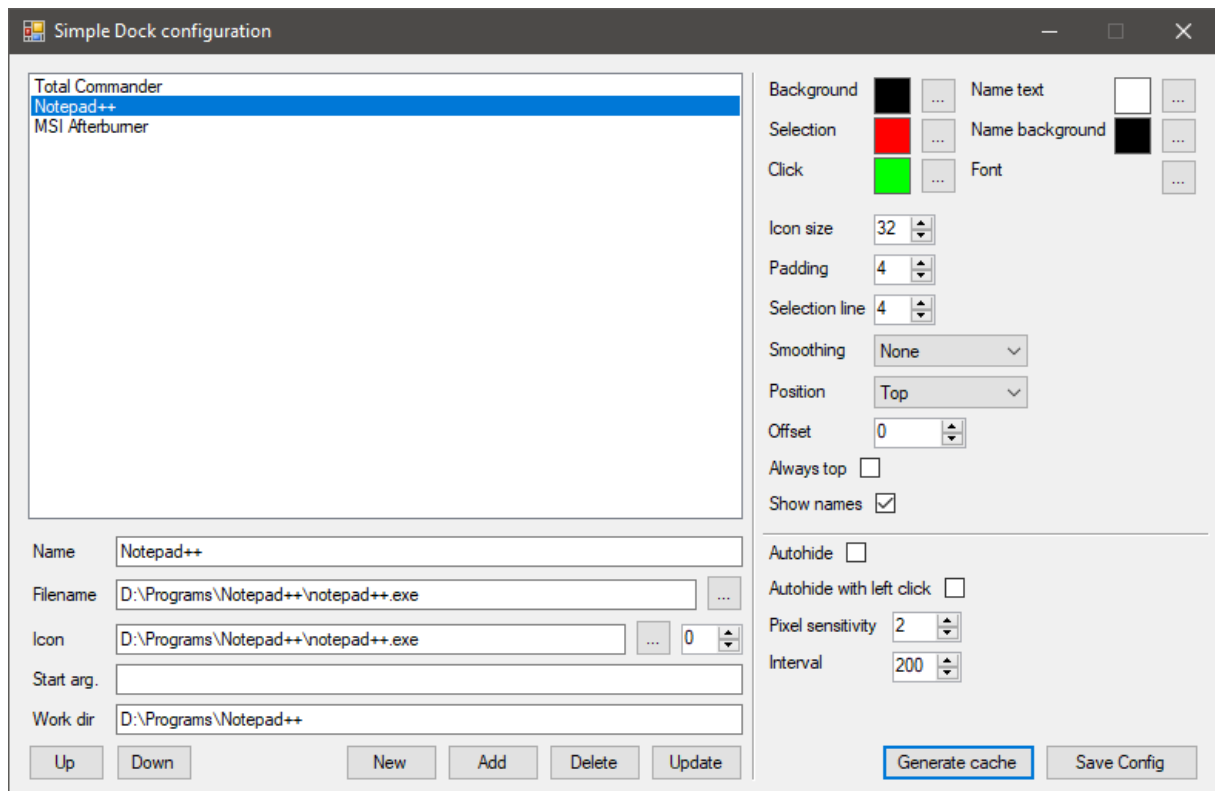 Simple Dock configuration
Total Commander
Notepad++
MSI Afterburner
Name Notepad++
Filename D:\Programs\Notepad++\notepad++.exe ...
Icon D:\Programs\Notepad++\notepad++.exe ... 0
Start arg.
Work dir D:\Programs\Notepad++
Up Down New Add Delete Update
Background ... Name text ...
Selection ... Name background ...
Click ... Font ...
Icon size 32
Padding 4
Selection line 4
Smoothing None
Position Top
Offset 0
Always top
Show names
Autohide
Autohide with left click
Pixel sensitivity 2
Interval 200
Generate cache Save Config